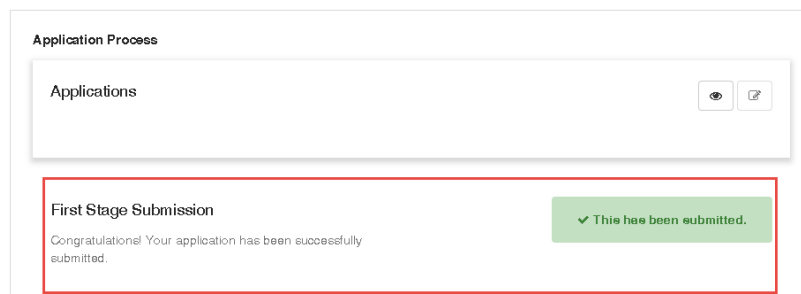 Application Process
Applications
First Stage Submission
This has been submitted.
Congratulations! Your application has been successfully
submitted.